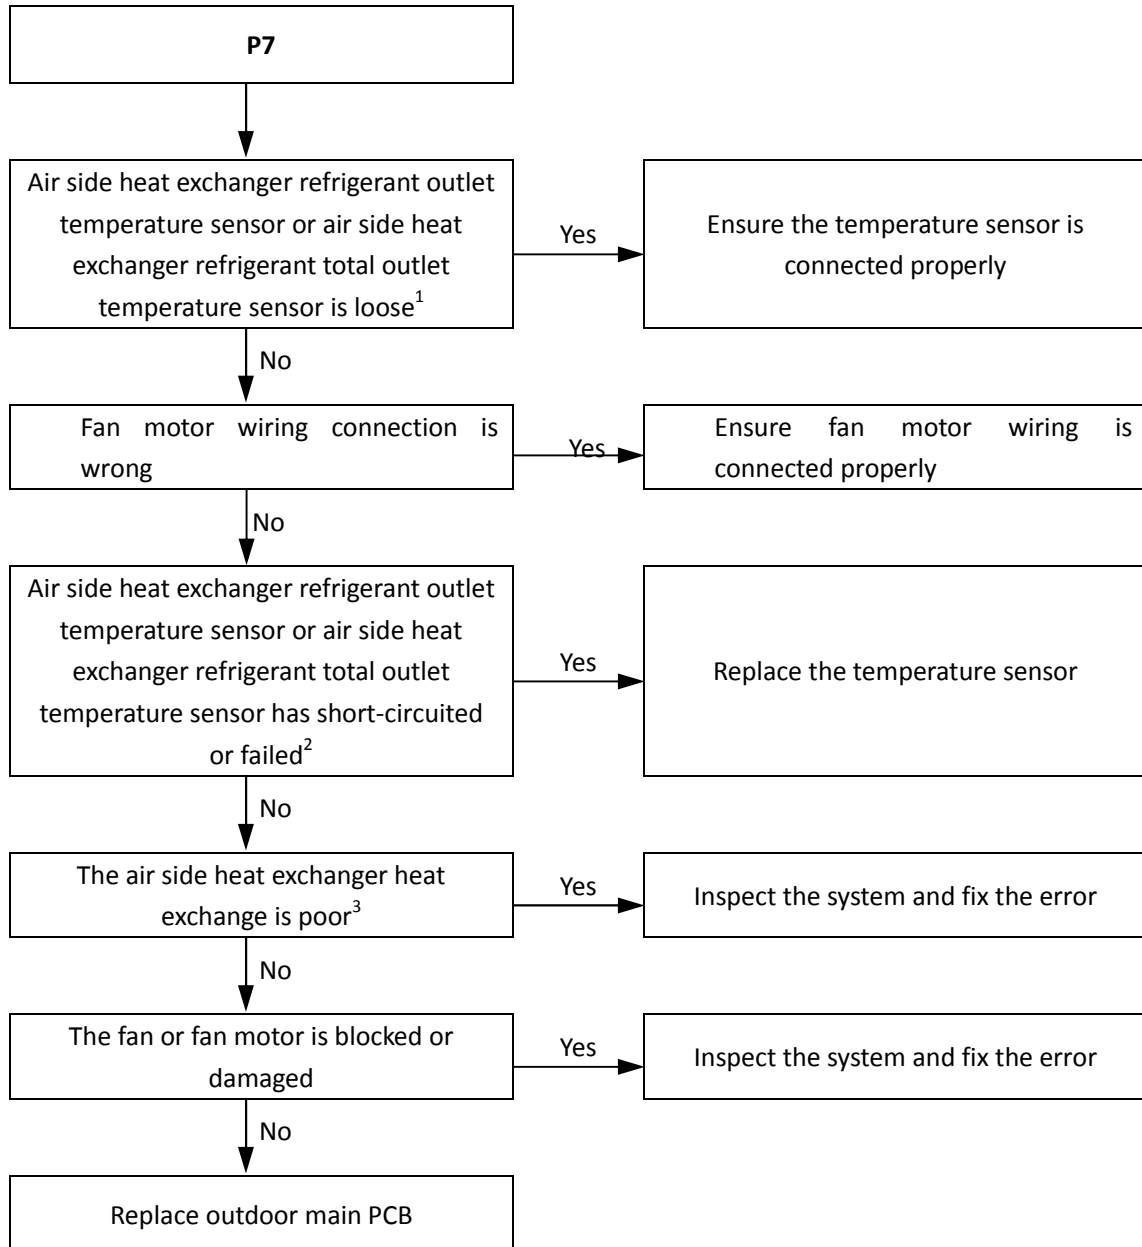 P7
Air side heat exchanger refrigerant outlet
temperature sensor or air side heat
exchanger refrigerant total outlet
temperature sensor is loose1
Yes
Ensure the temperature sensor is
connected properly
No
Fan motor wiring connection is
wrong
Yes
Ensure fan motor wiring is
connected properly
No
Air side heat exchanger refrigerant outlet
temperature sensor or air side heat
exchanger refrigerant total outlet
temperature sensor has short-circuited
or failed2
Yes
Replace the temperature sensor
No
The air side heat exchanger heat
exchange is poor3
Yes
Inspect the system and fix the error
No
The fan or fan motor is blocked or
damaged
Yes
Inspect the system and fix the error
No
Replace outdoor main PCB